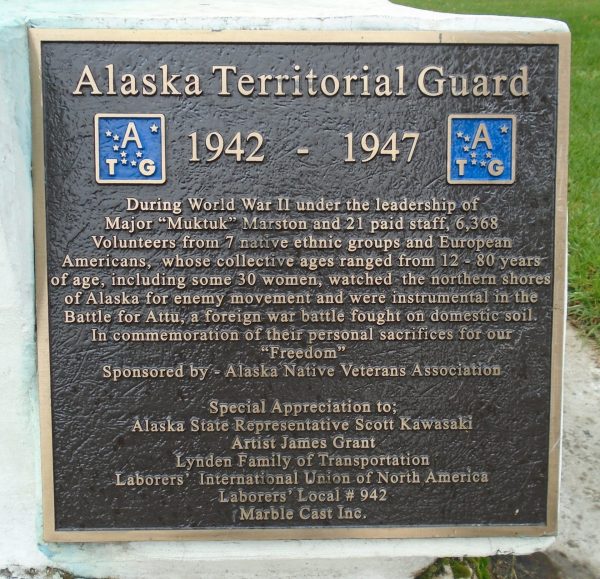 Alaska Territorial Guard
A
T G
1942 - 1947
A
T G
During World War II under the leadership of
Major "Muktuk" Marston and 21 paid staff, 6,368
Volunteers from 7 native ethnic groups and European
Americans, whose collective ages ranged from 12 - 80 years
of age, including some 30 women, watched the northern shores
of Alaska for enemy movement and were instrumental in the
Battle for Attu, a foreign war battle fought on domestic soil.
In commemoration of their personal sacrifices for our
"Freedom"
Sponsored by - Alaska Native Veterans Association
Special Appreciation to;
Alaska State Representative Scott Kawasaki
Artist James Grant
Lynden Family of Transportation
Laborers' International Union of North America
Laborers' Local # 942
Marble Cast Inc.